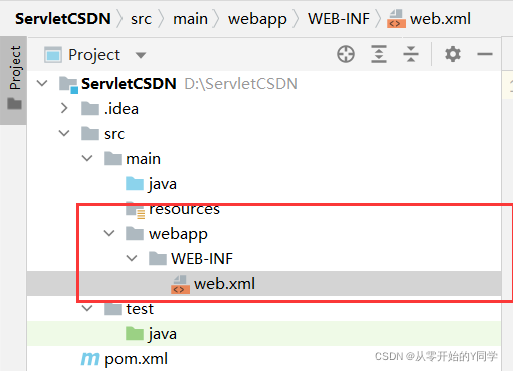 ServletCSDN > src > main > webapp > WEB-INF > web.xml
Project
Project
ServletCSDN D:\ServletCSDN
.idea
src
main
java
resources
webapp
WEB-INF
web.xml
test
java
pom.xml
CSDN @从零开始的Y同学